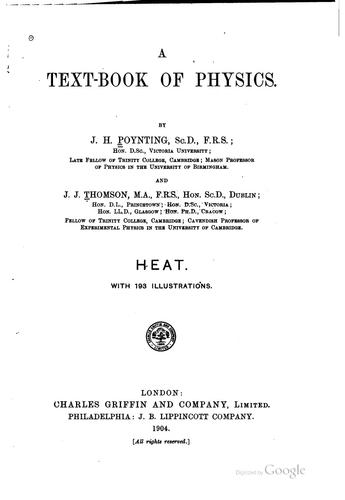 A
TEXT-BOOK OF PHYSICS.
BY
J. H. POYNTING, Sc.D., F.R.S.;
HON. D.SC., VICTORIA UNIVERSITY;
LATE FELLOW OF TRINITY COLLEGE, CAMBRIDGE; MASON PROFESSOR
OF PHYSICS IN THE UNIVERSITY OF BIRMINGHAM.
AND
J. J. THOMSON, M.A., F.R.S., HON. SC.D., DUBLIN;
HON. D.L., PRINCETOWN; HON. D.SC., VICTORIA;
HON. LL.D., GLASGOW; HON. PH.D., CRACOW;
FELLOW OF TRINITY COLLEGE, CAMBRIDGE; CAVENDISH PROFESSOR OF
EXPERIMENTAL PHYSICS IN THE UNIVERSITY OF CAMBRIDGE.
HEAT.
WITH 193 ILLUSTRATIONS.
LONDON:
CHARLES GRIFFIN AND COMPANY, LIMITED.
PHILADELPHIA: J. B. LIPPINCOTT COMPANY.
1904.
[All rights reserved.]
Digitized by Google